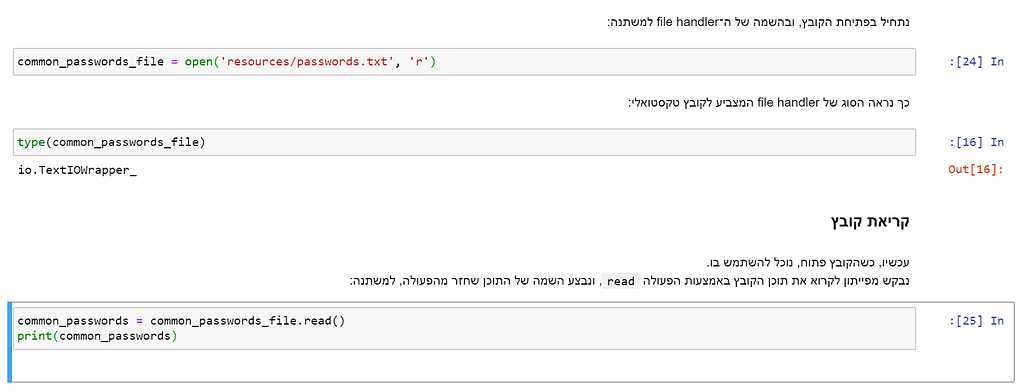 נתחיל בפתיחת הקובץ, ובהשמה של ה־file handler למשתנה:
In [24]:
common_passwords_file = open('resources/passwords.txt', 'r')
כך נראה הסוג של file handler המצביע לקובץ טקסטואלי:
In [16]:
type(common_passwords_file)
Out[16]:
io.TextIOWrapper_
קריאת קובץ
עכשיו, כשהקובץ פתוח, נוכל להשתמש בו.
נבקש מפייתון לקרוא את תוכן הקובץ באמצעות הפעולה read, ונבצע השמה של התוכן שחזר מהפעולה, למשתנה:
In [25]:
common_passwords = common_passwords_file.read()
print(common_passwords)